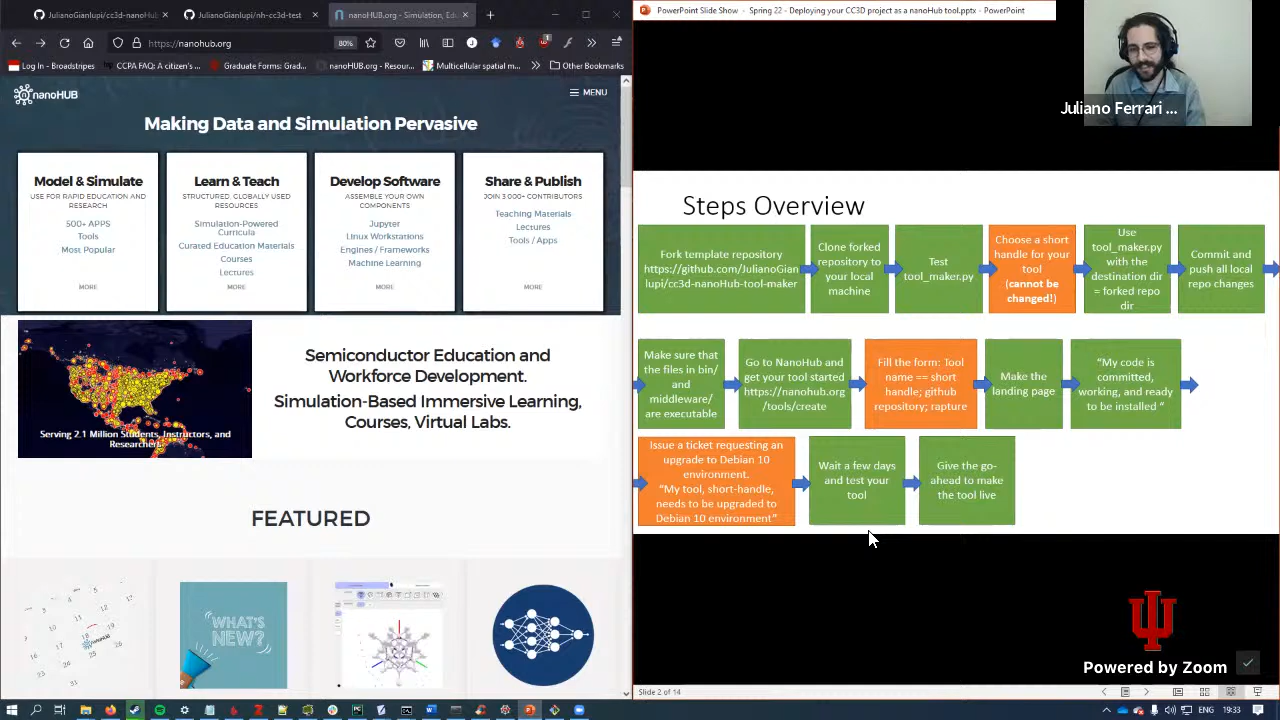 cc3d-nanoHub-tool-n
JulianoGianlupi/nn-cc3-x
nanoHUB.org - Simulation, Ed
https://nanohub.org
80%
Log In - Broadstripes
CCPA FAQ: A citizen's...
Graduate Forms: Grad...
nanoHUB.org - Resour...
Multicellular spatial m...
Other Bookmarks
nanoHUB
MENU
Making Data and Simulation Pervasive
Model & Simulate
USE FOR RAPID EDUCATION AND
RESEARCH
500+ APPS
Tools
Most Popular
MORE
Learn & Teach
STRUCTURED, GLOBALLY USED
RESOURCES
Simulation-Powered
Curricula
Curated Education Materials
Courses
Lectures
MORE
Develop Software
ASSEMBLE YOUR OWN
COMPONENTS
Jupyter
Linux Workstations
Engines / Frameworks
Machine Learning
MORE
Share & Publish
JOIN 3 000+ CONTRIBUTORS
Teaching Materials
Lectures
Tools / Apps
MORE
Serving 2.1 Million Students, Instructors, and
Researchers
Semiconductor Education and
Workforce Development.
Simulation-Based Immersive Learning,
Courses, Virtual Labs.
FEATURED
WHAT'S
NEW?
PowerPoint Slide Show - Spring 22 - Deploying your CC3D project as a nanoHub tool.pptx - PowerPoint
Juliano Ferrari ...
Steps Overview
Fork template repository
https://github.com/JulianoGian
lupi/cc3d-nanoHub-tool-maker
Clone forked
repository to
your local
machine
Test
tool_maker.py
Choose a short
handle for your
tool
(cannot be
changed!)
Use
tool_maker.py
with the
destination dir
= forked repo
dir
Commit and
push all local
repo changes
Make sure that
the files in bin/
and
middleware/
are executable
Go to NanoHub and
get your tool started
https://nanohub.org
/tools/create
Fill the form: Tool
name == short
handle; github
repository; rapture
Make the
landing page
"My code is
committed,
working, and ready
to be installed "
Issue a ticket requesting an
upgrade to Debian 10
environment.
"My tool, short-handle,
needs to be upgraded to
Debian 10 environment"
Wait a few days
and test your
tool
Give the go-
ahead to make
the tool live
Powered by Zoom
Slide 2 of 14
19:33